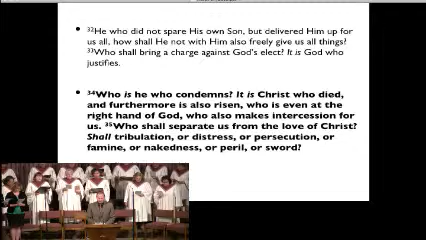 • ³²He who did not spare His own Son, but delivered Him up for
us all, how shall He not with Him also freely give us all things?
³³Who shall bring a charge against God's elect? It is God who
justifies.
• ³⁴Who is he who condemns? It is Christ who died,
and furthermore is also risen, who is even at the
right hand of God, who also makes intercession for
us. ³⁵Who shall separate us from the love of Christ?
Shall tribulation, or distress, or persecution, or
famine, or nakedness, or peril, or sword?